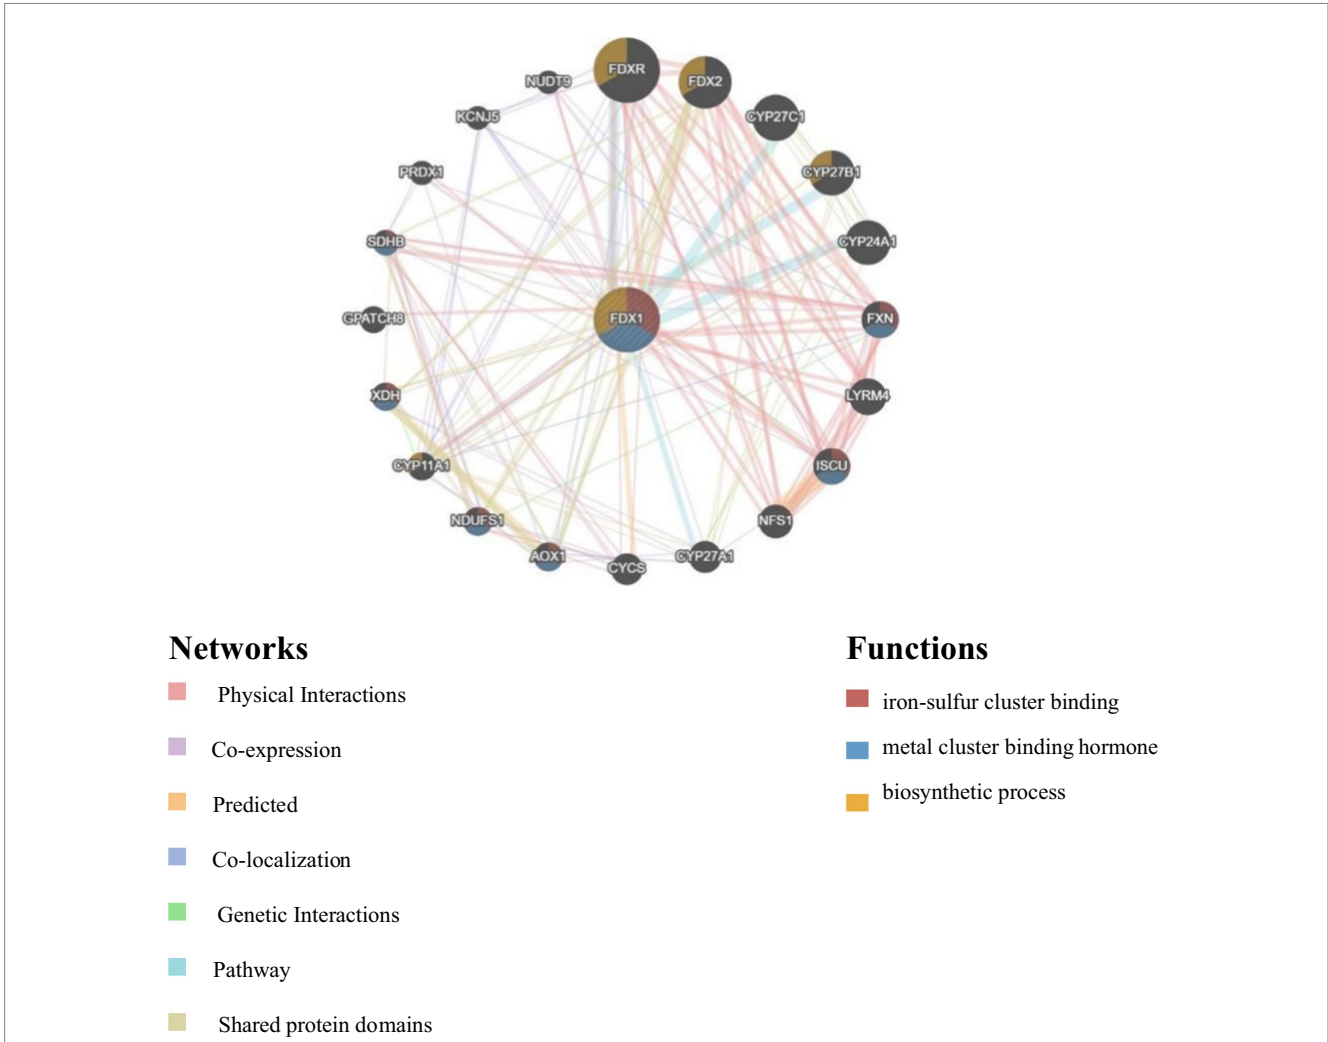 FDXR
FDX2
NUDT9
KCNJ5
CYP27C1
PRDX1
CYP27B1
SDHB
CYP24A1
GPATCH8
FDX1
FXN
XDH
LYRM4
CYP11A1
ISCU
NDUFS1
NFS1
AOX1
CYCS
CYP27A1
Networks
Physical Interactions
Co-expression
Predicted
Co-localization
Genetic Interactions
Pathway
Shared protein domains
Functions
iron-sulfur cluster binding
metal cluster binding hormone
biosynthetic process